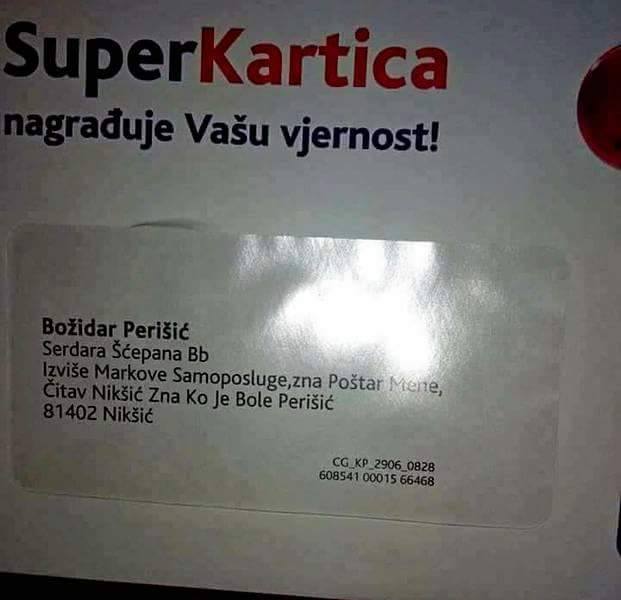 SuperKartica
nagrađuje Vašu vjernost!
Božidar Perišić
Serdara Šćepana Bb
Izviše Markove Samoposluge,zna Poštar Mene,
Čitav Nikšić Zna Ko Je Bole Perišić
81402 Nikšić
CG_KP_2906_0828
608541 00015 66468